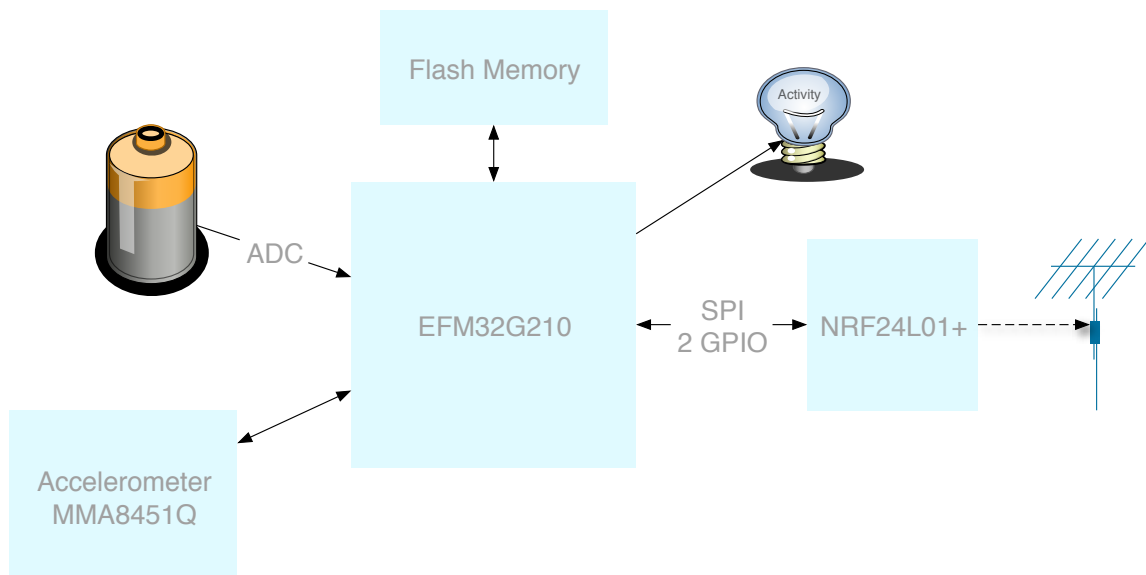 Flash Memory
Activity
ADC
EFM32G210
SPI
2 GPIO
NRF24L01+
Accelerometer
MMA8451Q